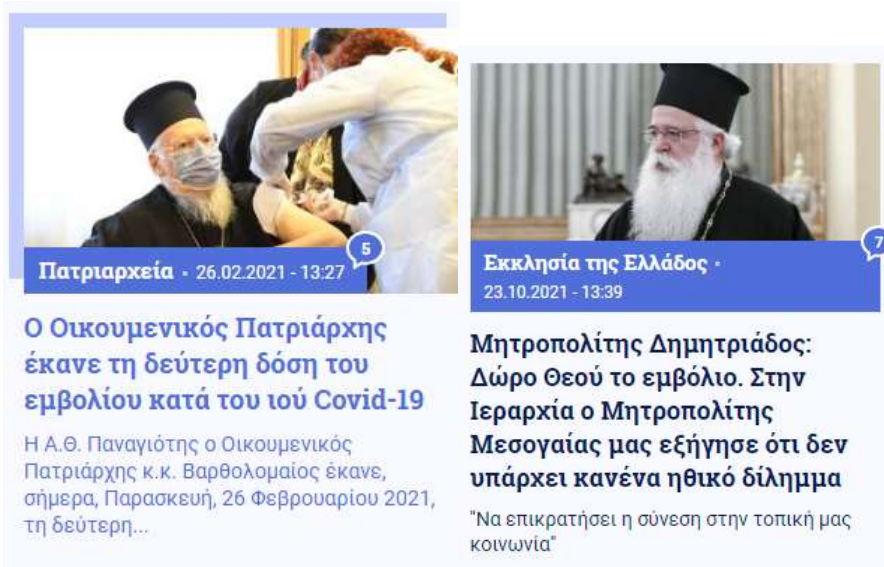 5
Πατριαρχεία • 26.02.2021 - 13:27
Ο Οικουμενικός Πατριάρχης
έκανε τη δεύτερη δόση του
εμβολίου κατά του ιού Covid-19
Η Α.Θ. Παναγιότης ο Οικουμενικός
Πατριάρχης κ.κ. Βαρθολομαίος έκανε,
σήμερα, Παρασκευή, 26 Φεβρουαρίου 2021,
τη δεύτερη...
7
Εκκλησία της Ελλάδος •
23.10.2021 - 13:39
Μητροπολίτης Δημητριάδος:
Δώρο Θεού το εμβόλιο. Στην
Ιεραρχία ο Μητροπολίτης
Μεσογαίας μας εξήγησε ότι δεν
υπάρχει κανένα ηθικό δίλημμα
"Να επικρατήσει η σύνεση στην τοπική μας
κοινωνία"